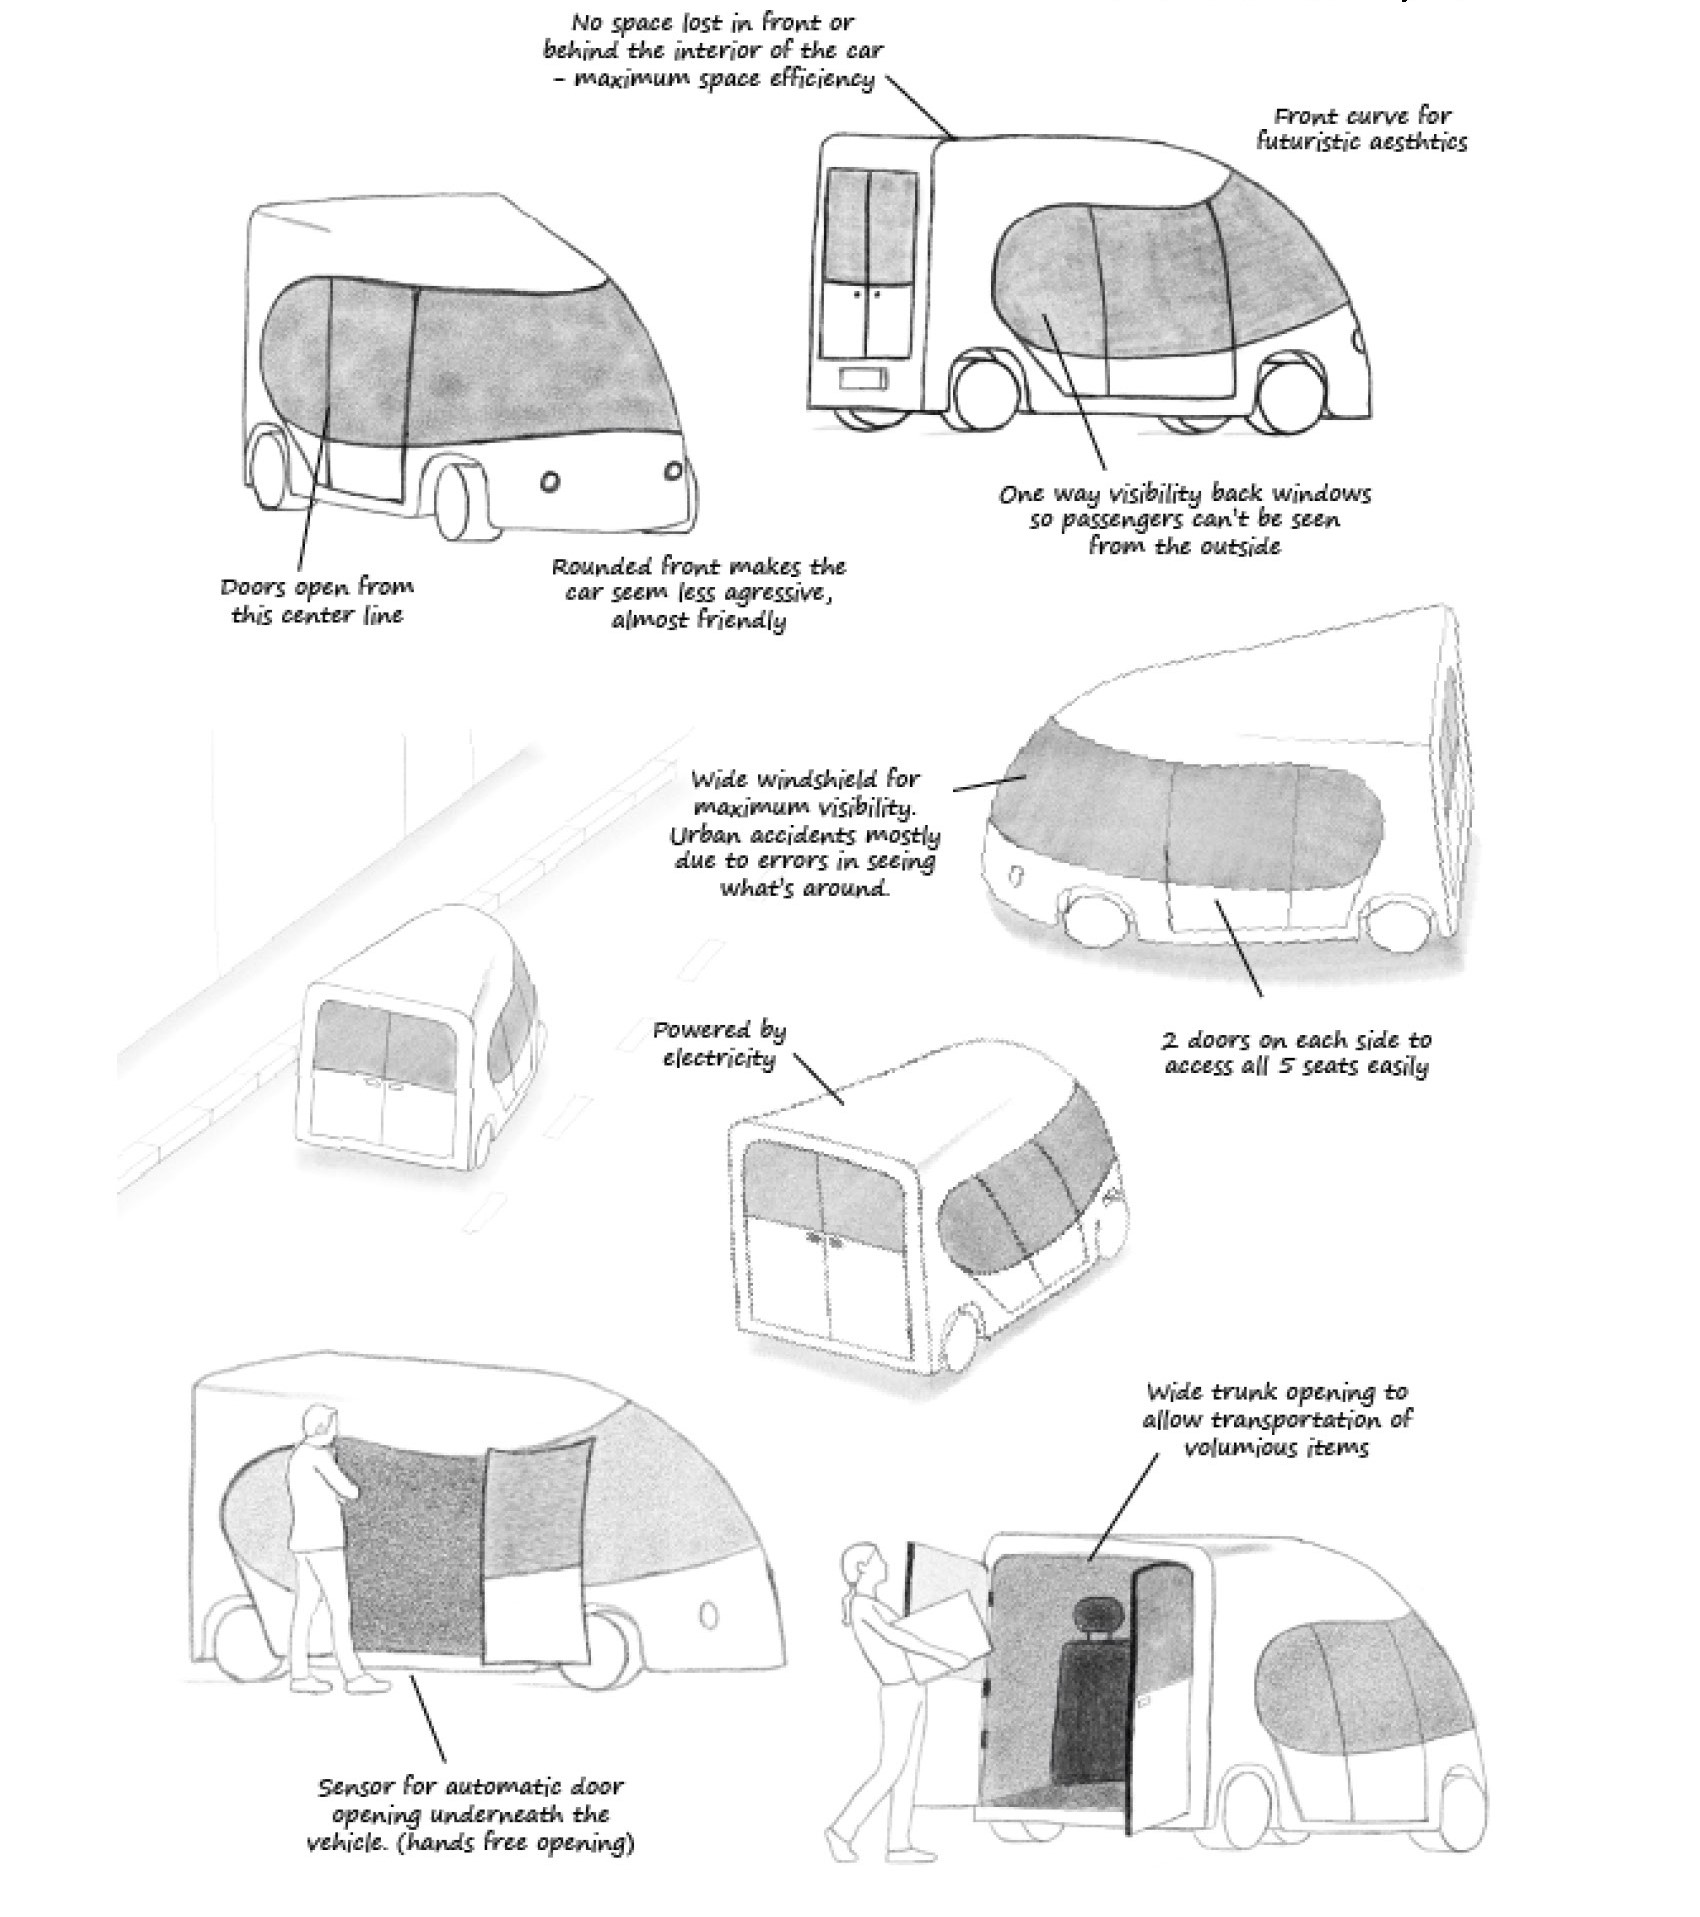 No space lost in front or
behind the interior of the car
- maximum space efficiency
Front curve for
futuristic aesthtics
One way visibility back windows
so passengers can't be seen
from the outside
Doors open from
this center line
Rounded front makes the
car seem less agressive,
almost friendly
Wide windshield for
maximum visibility.
Urban accidents mostly
due to errors in seeing
what's around.
2 doors on each side to
access all 5 seats easily
Powered by
electricity
Wide trunk opening to
allow transportation of
volumious items
Sensor for automatic door
opening underneath the
vehicle. (hands free opening)